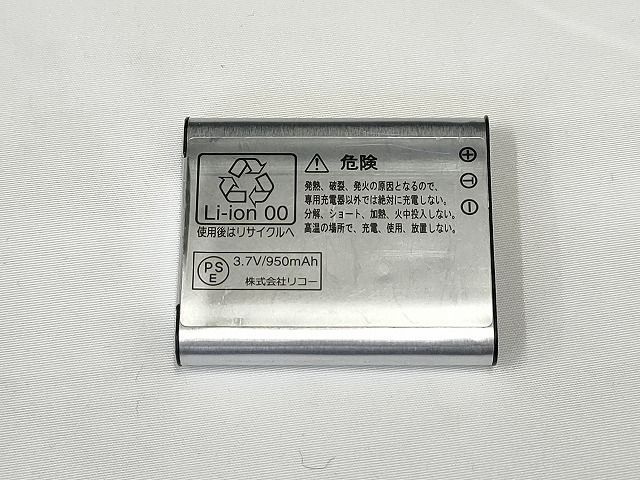 Li-ion 00
使用後はリサイクルへ
危険
発熱、破裂、発火の原因となるので、
専用充電器以外では絶対に充電しない。
分解、ショート、加熱、火中投入しない。
高温の場所で、充電、使用、放置しない。
PS
E
3.7V/950mAh
株式会社リコー
⊕
Ⓣ
⊖